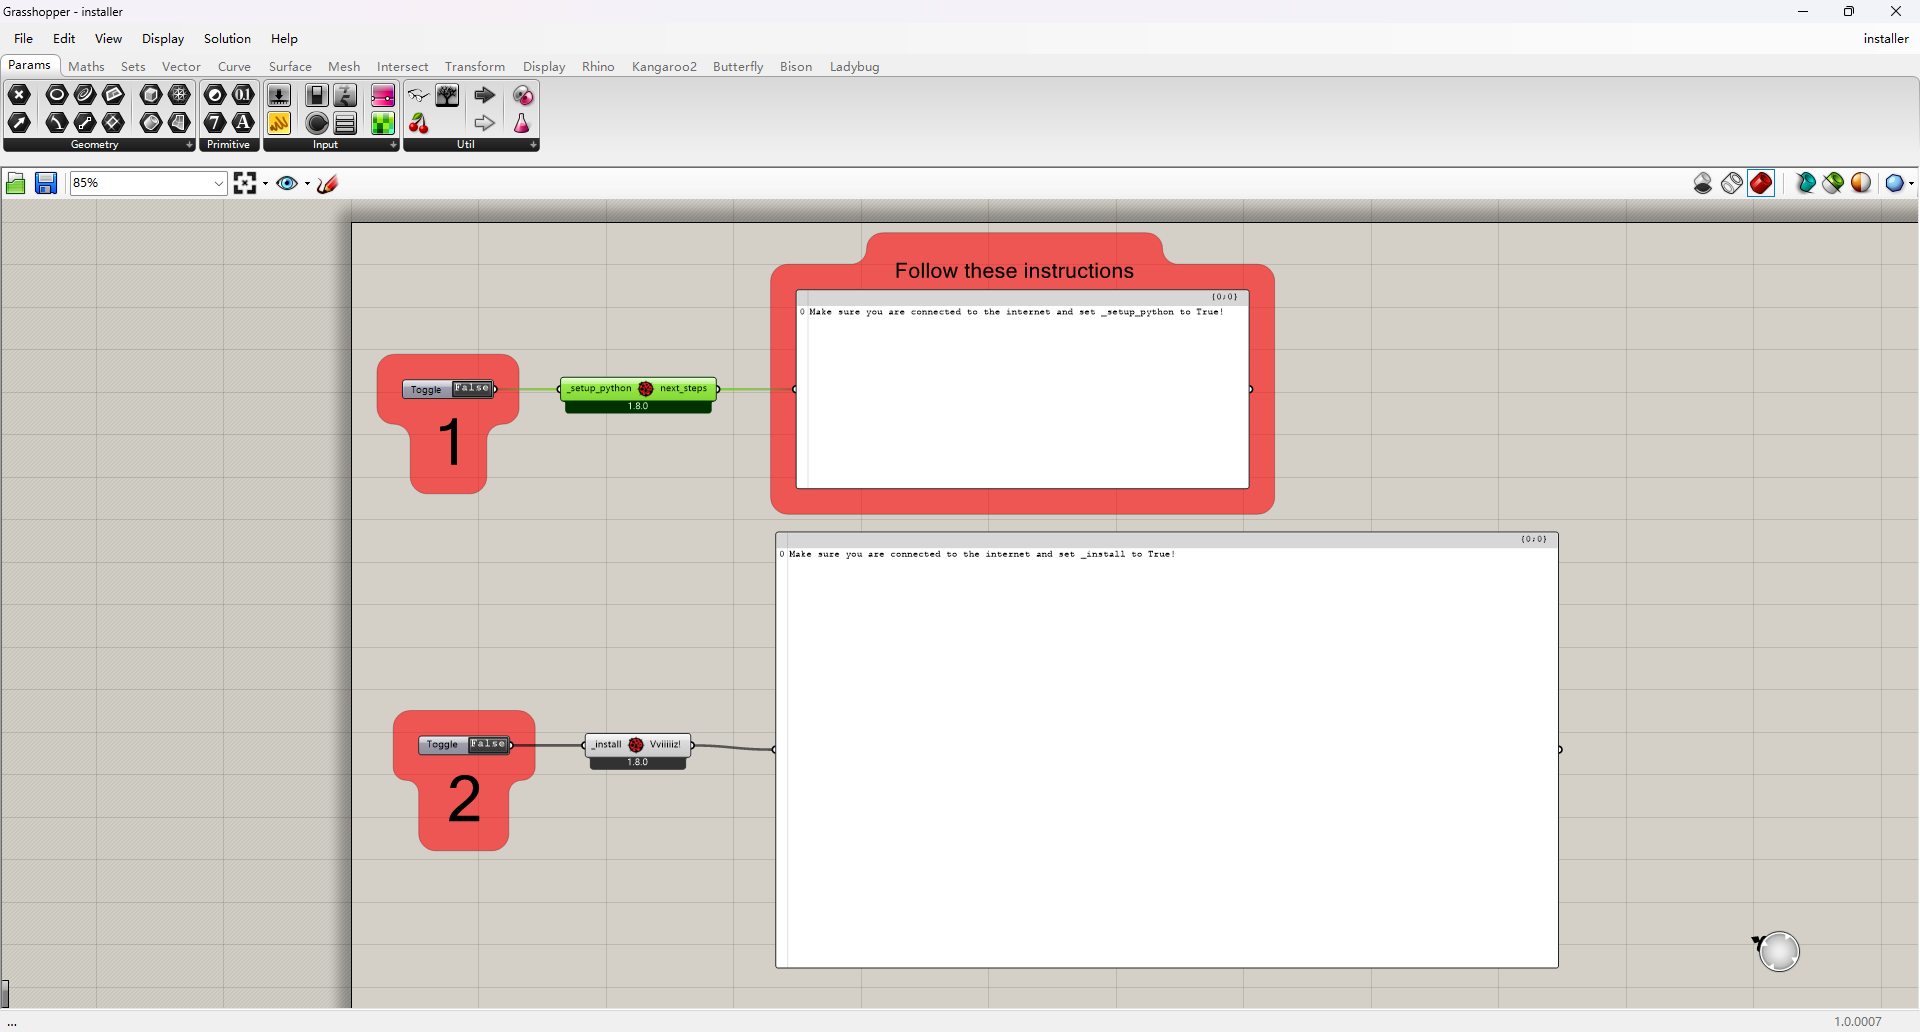 Grasshopper - installer
File Edit View Display Solution Help installer
Params Maths Sets Vector Curve Surface Mesh Intersect Transform Display Rhino Kangaroo2 Butterfly Bison Ladybug
0.1
7 A
Geometry Primitive Input Util
85%
Follow these instructions
{0;0}
0 Make sure you are connected to the internet and set _setup_python to True!
Toggle False _setup_python next_steps
1.8.0
1
{0;0}
0 Make sure you are connected to the internet and set _install to True!
Toggle False _install Vviiiiz!
1.8.0
2
...
1.0.0007